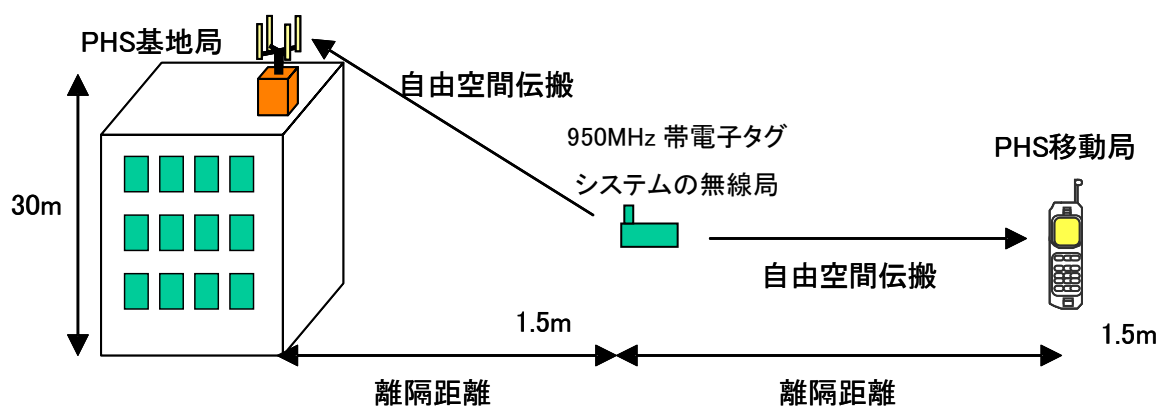 PHS基地局
自由空間伝搬
950MHz 帯電子タグ
システムの無線局
PHS移動局
30m
自由空間伝搬
1.5m
1.5m
離隔距離
離隔距離